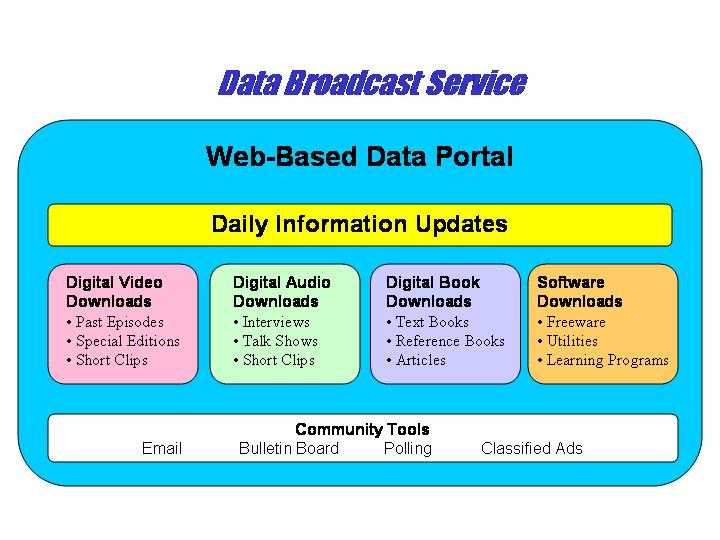 Data Broadcast Service
Web-Based Data Portal
Daily Information Updates
Digital Video
Downloads
• Past Episodes
• Special Editions
• Short Clips
Digital Audio
Downloads
• Interviews
• Talk Shows
• Short Clips
Digital Book
Downloads
• Text Books
• Reference Books
• Articles
Software
Downloads
• Freeware
• Utilities
• Learning Programs
Community Tools
Email Bulletin Board Polling Classified Ads